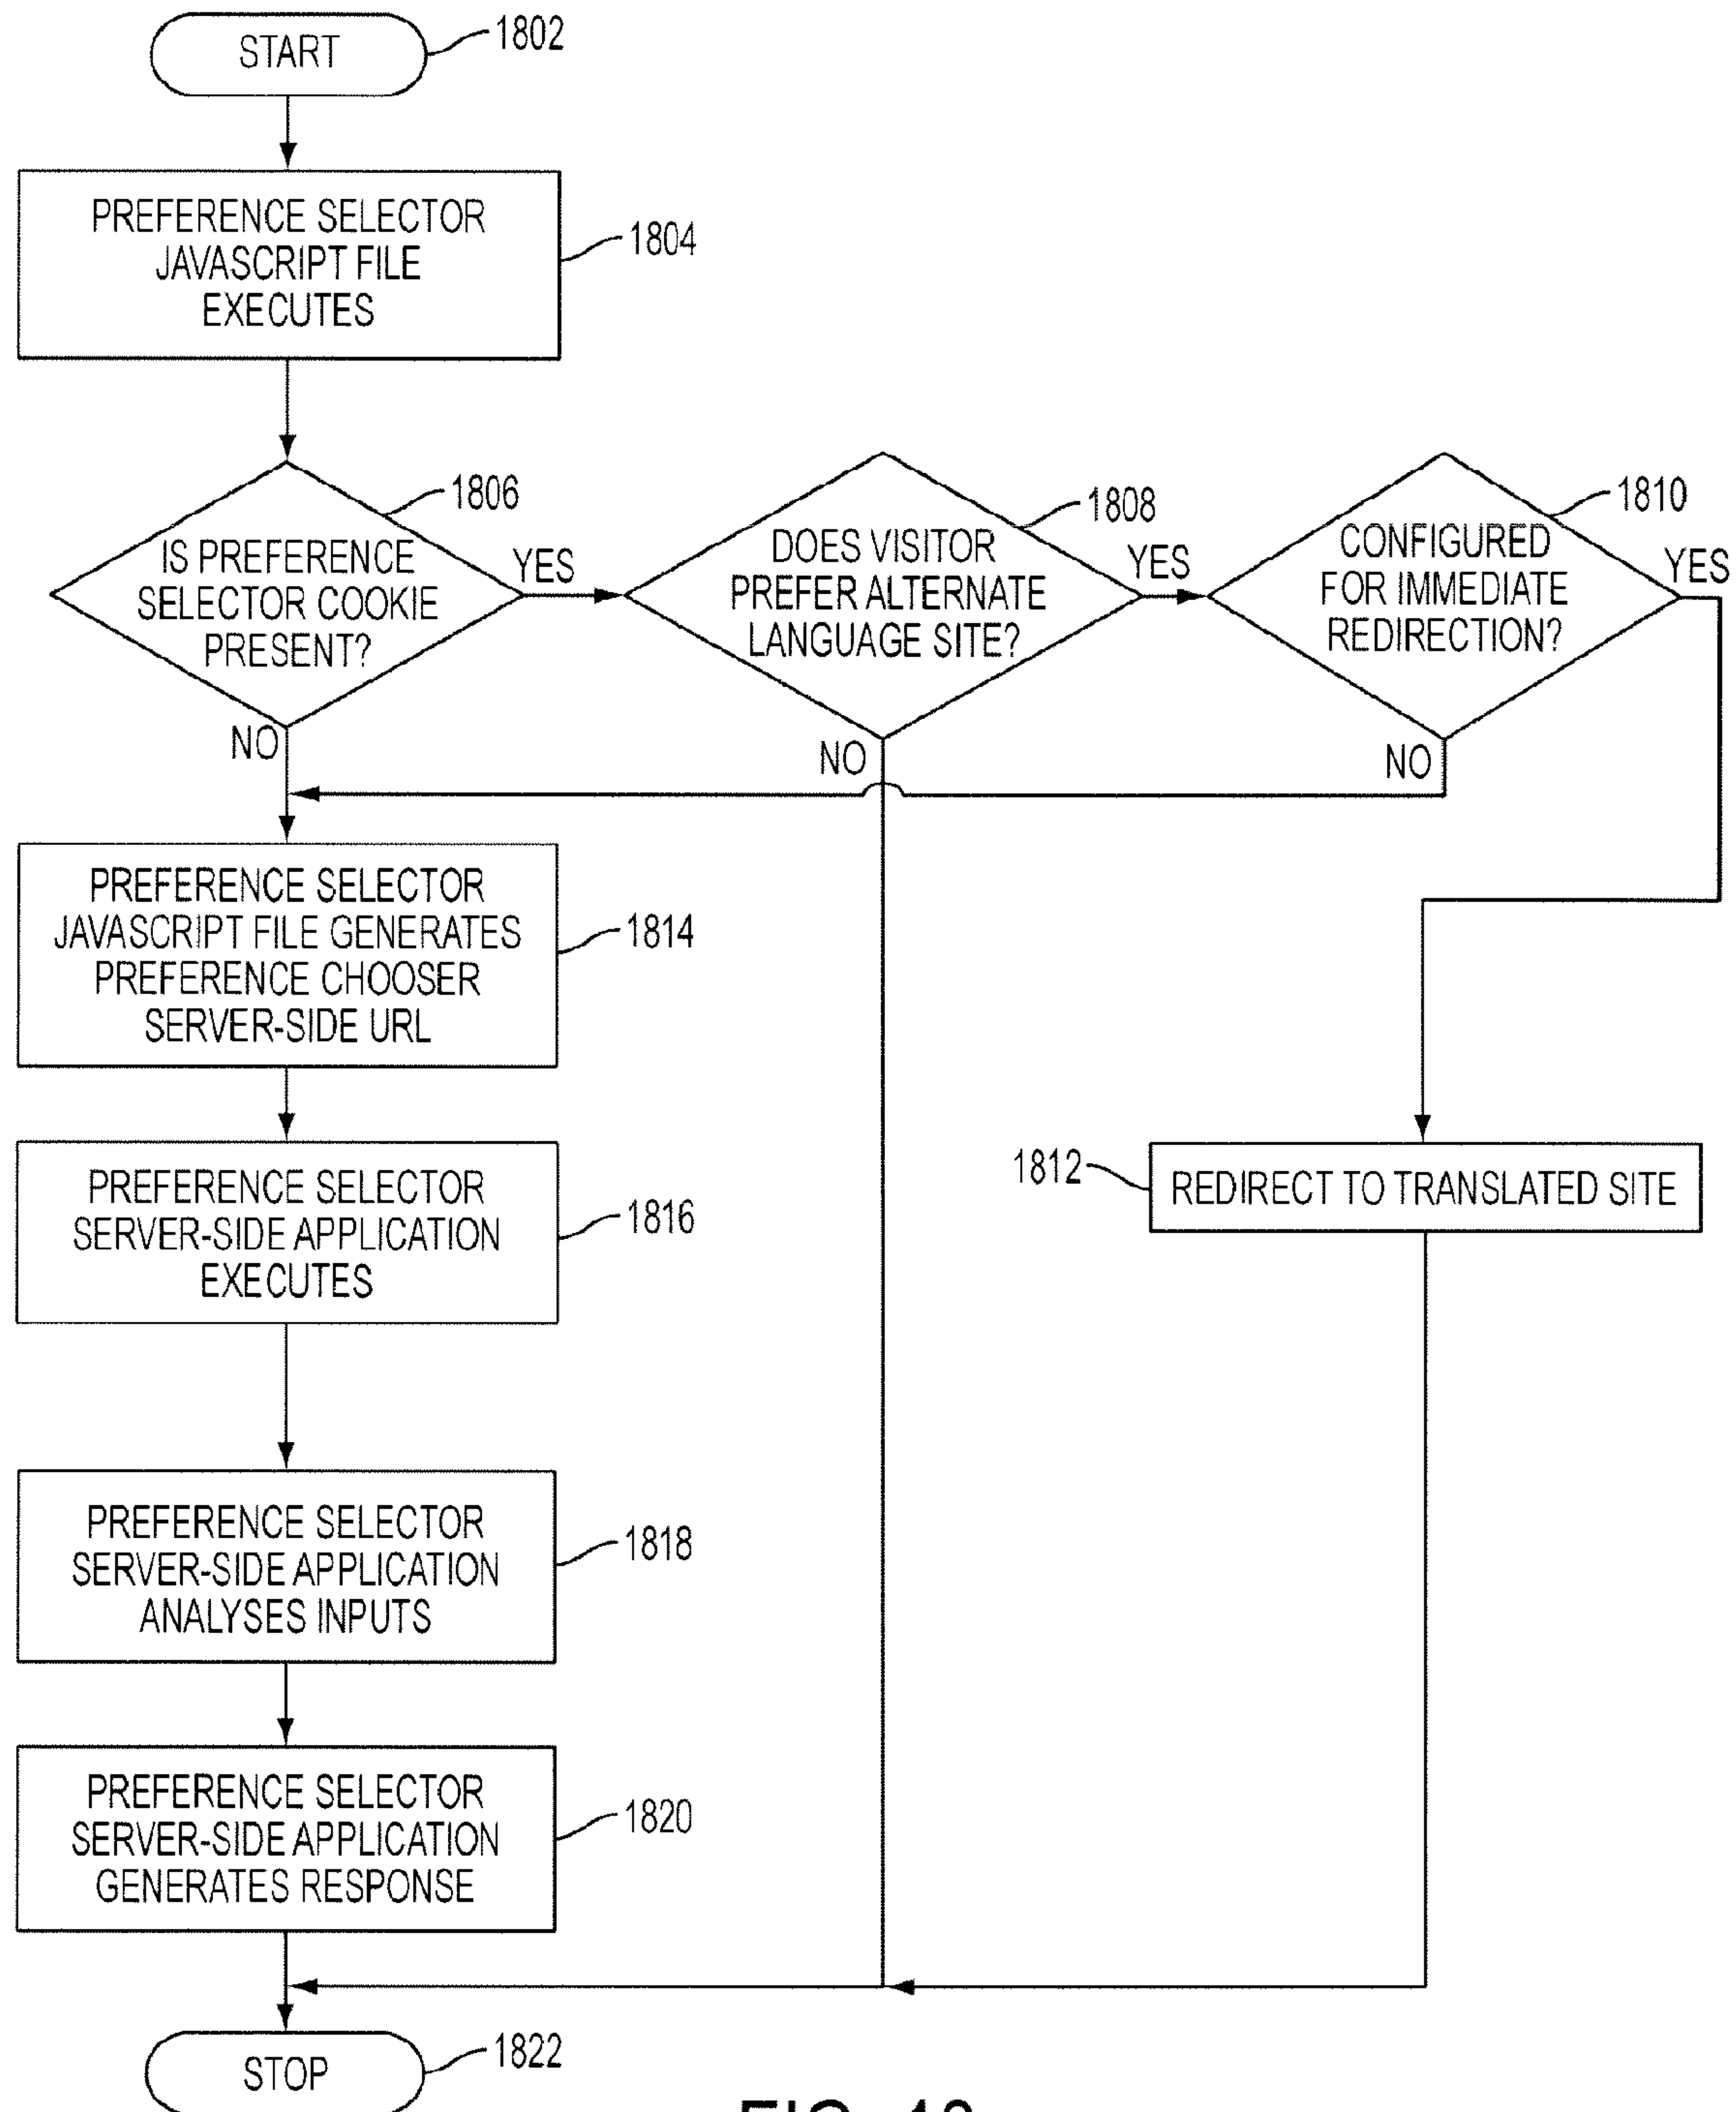 START
1802
PREFERENCE SELECTOR
JAVASCRIPT FILE
EXECUTES
1804
IS PREFERENCE
SELECTOR COOKIE
PRESENT?
1806
YES
NO
DOES VISITOR
PREFER ALTERNATE
LANGUAGE SITE?
1808
YES
NO
CONFIGURED
FOR IMMEDIATE
REDIRECTION?
1810
YES
NO
PREFERENCE SELECTOR
JAVASCRIPT FILE GENERATES
PREFERENCE CHOOSER
SERVER-SIDE URL
1814
PREFERENCE SELECTOR
SERVER-SIDE APPLICATION
EXECUTES
1816
1812
REDIRECT TO TRANSLATED SITE
PREFERENCE SELECTOR
SERVER-SIDE APPLICATION
ANALYSES INPUTS
1818
PREFERENCE SELECTOR
SERVER-SIDE APPLICATION
GENERATES RESPONSE
1820
STOP
1822